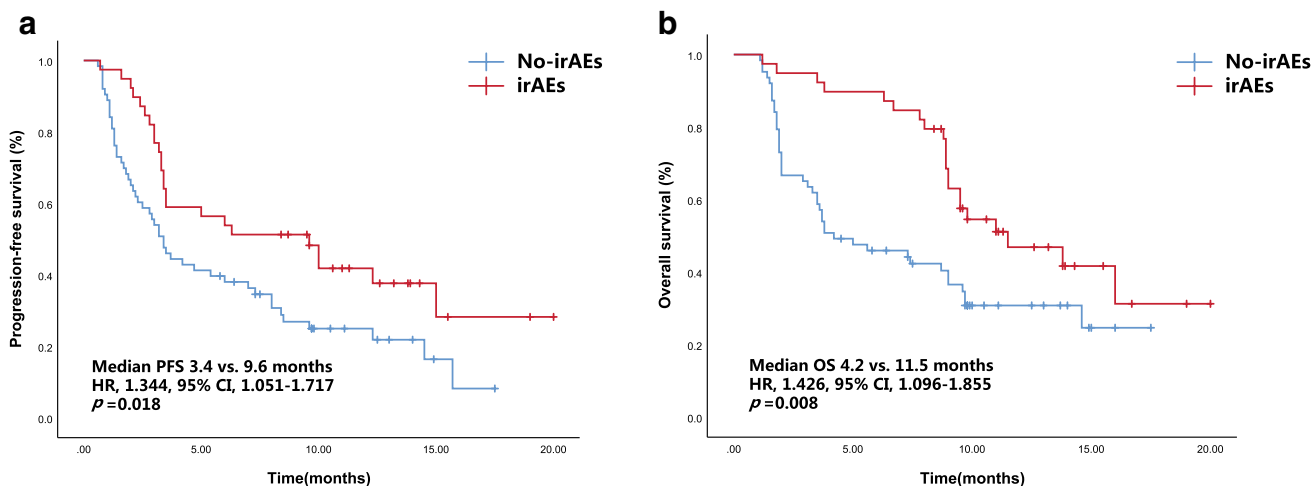 a
No-irAEs
irAEs
Progression-free survival (%)
1.0
0.8
0.6
0.4
0.2
0.0
Median PFS 3.4 vs. 9.6 months
HR, 1.344, 95% CI, 1.051-1.717
p=0.018
.00
5.00
10.00
15.00
20.00
Time(months)
b
No-irAEs
irAEs
Overall survival (%)
1.0
0.8
0.6
0.4
0.2
0.0
Median OS 4.2 vs. 11.5 months
HR, 1.426, 95% CI, 1.096-1.855
p=0.008
.00
5.00
10.00
15.00
20.00
Time(months)